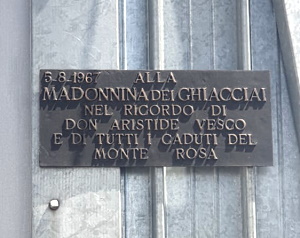 5-8-1967 ALLA
MADONNINA DEI GHIACCIAI
NEL RICORDO DI
DON ARISTIDE VESCO
E DI TUTTI I CADUTI DEL
MONTE ROSA